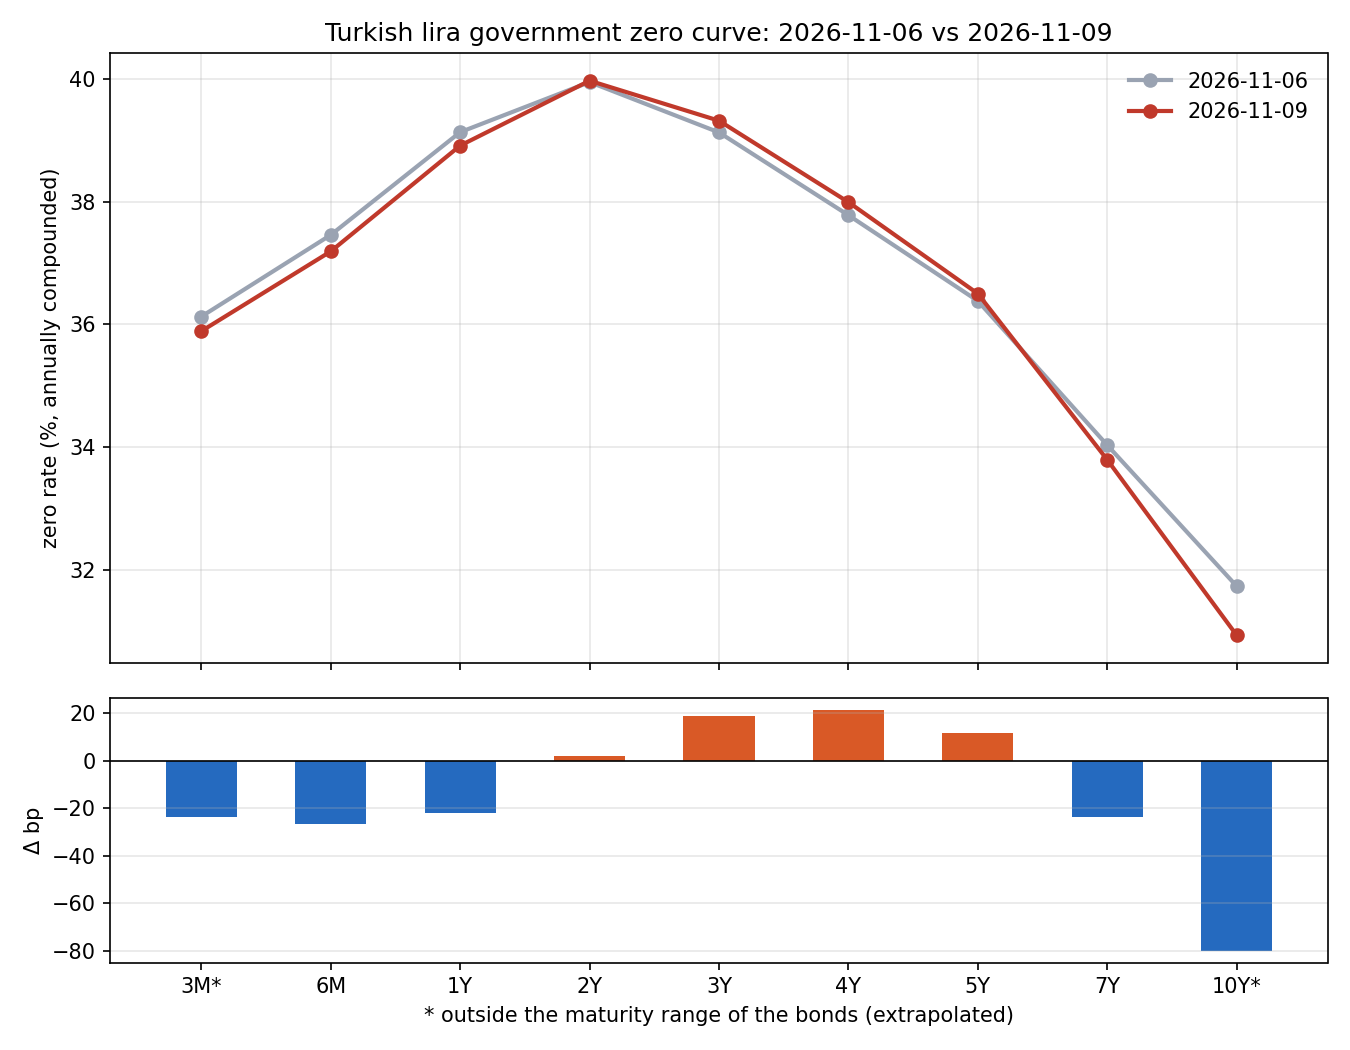 Turkish lira government zero curve: 2026-11-06 vs 2026-11-09
zero rate (%, annually compounded)
40
38
36
34
32
2026-11-06
2026-11-09
Δ bp
20
0
−20
−40
−60
−80
3M* 6M 1Y 2Y 3Y 4Y 5Y 7Y 10Y*
* outside the maturity range of the bonds (extrapolated)